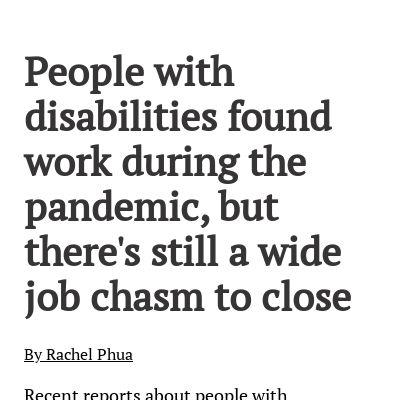 People with
disabilities found
work during the
pandemic, but
there's still a wide
job chasm to close
By Rachel Phua
Recent reports about people with